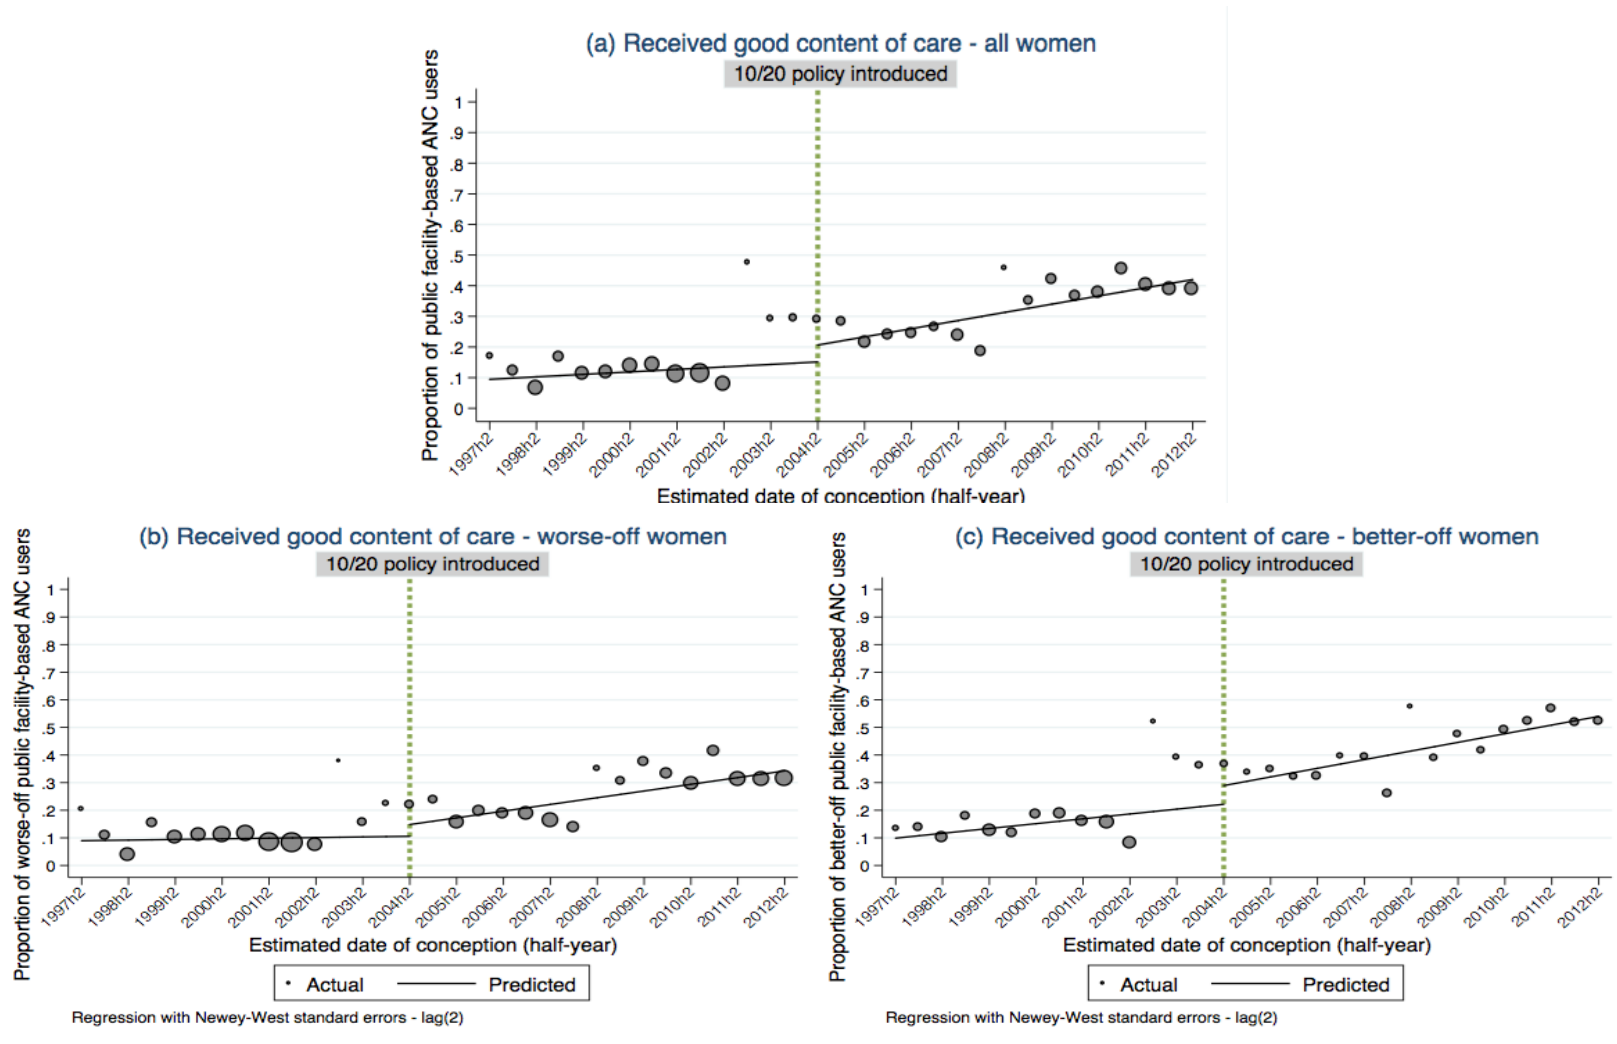 (a) Received good content of care - all women
10/20 policy introduced
Proportion of public facility-based ANC users
1
.9
.8
.7
.6
.5
.4
.3
.2
.1
0
1997h2
1998h2
1999h2
2000h2
2001h2
2002h2
2003h2
2004h2
2005h2
2006h2
2007h2
2008h2
2009h2
2010h2
2011h2
2012h2
Estimated date of conception (half-year)
(b) Received good content of care - worse-off women
10/20 policy introduced
Proportion of worse-off public facility-based ANC users
1
.9
.8
.7
.6
.5
.4
.3
.2
.1
0
1997h2
1998h2
1999h2
2000h2
2001h2
2002h2
2003h2
2004h2
2005h2
2006h2
2007h2
2008h2
2009h2
2010h2
2011h2
2012h2
Estimated date of conception (half-year)
Actual
Predicted
Regression with Newey-West standard errors - lag(2)
(c) Received good content of care - better-off women
10/20 policy introduced
Proportion of better-off public facility-based ANC users
1
.9
.8
.7
.6
.5
.4
.3
.2
.1
0
1997h2
1998h2
1999h2
2000h2
2001h2
2002h2
2003h2
2004h2
2005h2
2006h2
2007h2
2008h2
2009h2
2010h2
2011h2
2012h2
Estimated date of conception (half-year)
Actual
Predicted
Regression with Newey-West standard errors - lag(2)